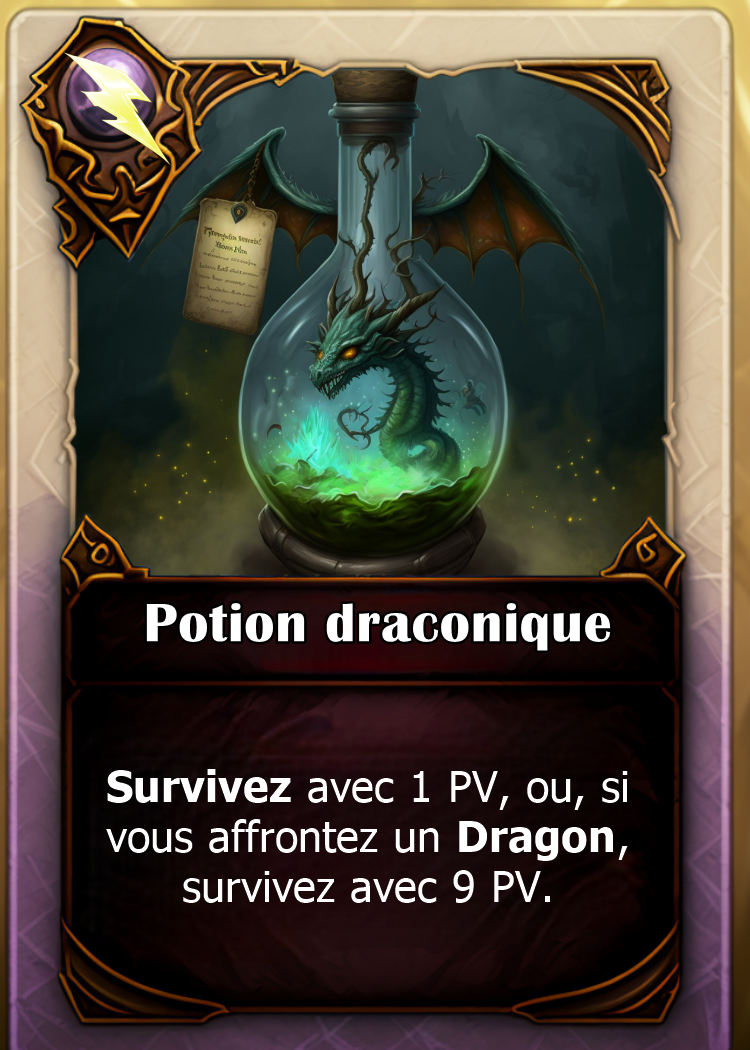 Potion draconique
Survivez avec 1 PV, ou, si
vous affrontez un Dragon,
survivez avec 9 PV.